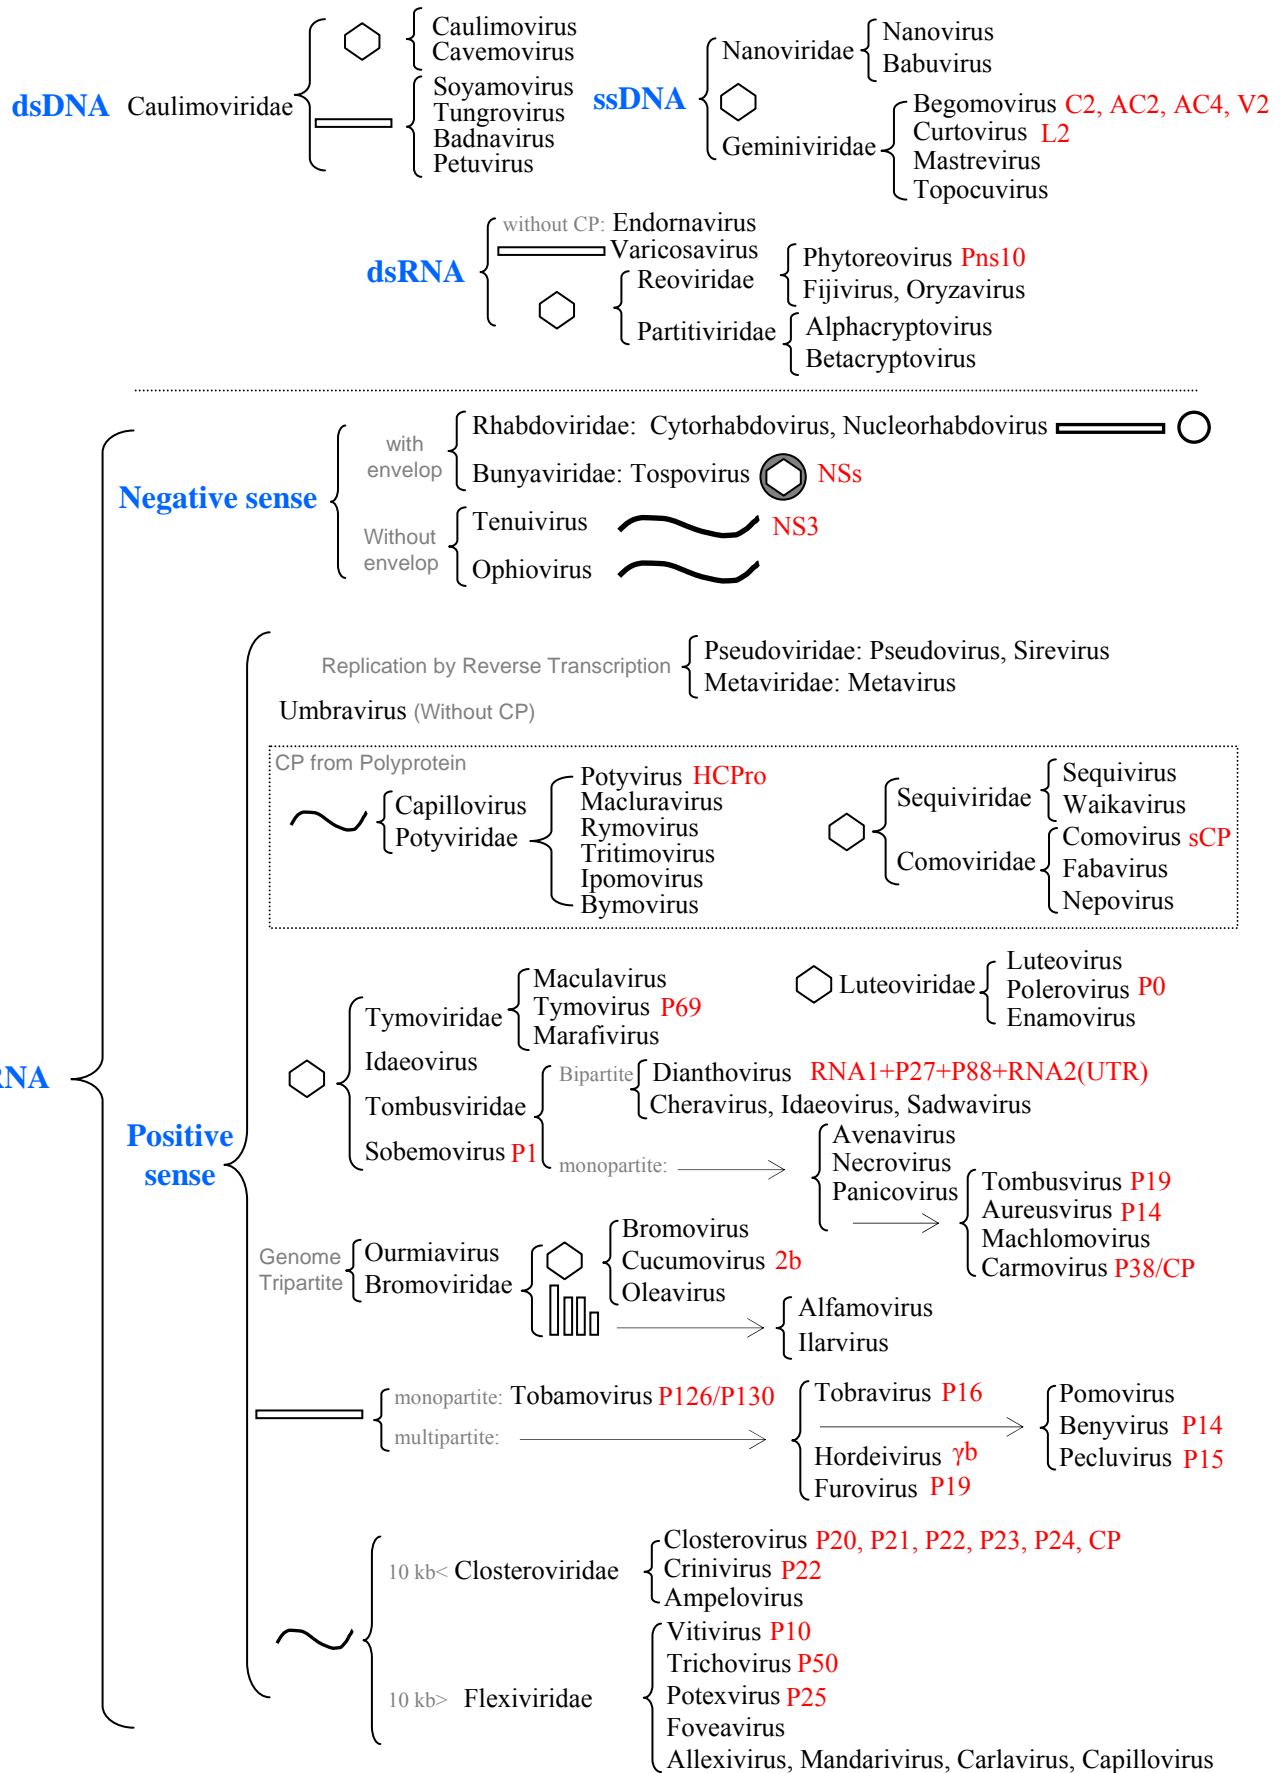 dsDNA Caulimoviridae
Caulimovirus
Cavemovirus
Soyamovirus
Tungrovirus
Badnavirus
Petuvirus
ssDNA
Nanoviridae
Nanovirus
Babuvirus
Geminiviridae
Begomovirus C2, AC2, AC4, V2
Curtovirus L2
Mastrevirus
Topocuvirus
dsRNA
without CP: Endornavirus
Varicosavirus
Reoviridae
Phytoreovirus Pns10
Fijivirus, Oryzavirus
Partitiviridae
Alphacryptovirus
Betacryptovirus
Negative sense
with
envelop
Rhabdoviridae: Cytorhabdovirus, Nucleorhabdovirus
Bunyaviridae: Tospovirus NSs
Without
envelop
Tenuivirus NS3
Ophiovirus
NA
Positive
sense
Replication by Reverse Transcription
Pseudoviridae: Pseudovirus, Sirevirus
Metaviridae: Metavirus
Umbravirus (Without CP)
CP from Polyprotein
Capillovirus
Potyviridae
Potyvirus HCPro
Macluravirus
Rymovirus
Tritimovirus
Ipomovirus
Bymovirus
Sequiviridae
Sequivirus
Waikavirus
Comoviridae
Comovirus sCP
Fabavirus
Nepovirus
Tymoviridae
Maculavirus
Tymovirus P69
Marafivirus
Luteoviridae
Luteovirus
Polerovirus P0
Enamovirus
Idaeovirus
Tombusviridae
Sobemovirus P1
Bipartite
Dianthovirus RNA1+P27+P88+RNA2(UTR)
Cheravirus, Idaeovirus, Sadwavirus
monopartite:
Avenavirus
Necrovirus
Panicovirus
Tombusvirus P19
Aureusvirus P14
Machlomovirus
Carmovirus P38/CP
Genome
Tripartite
Ourmiavirus
Bromoviridae
Bromovirus
Cucumovirus 2b
Oleavirus
Alfamovirus
Ilarvirus
monopartite: Tobamovirus P126/P130
multipartite:
Tobravirus P16
Hordeivirus γb
Furovirus P19
Pomovirus
Benyvirus P14
Pecluvirus P15
10 kb< Closteroviridae
Closterovirus P20, P21, P22, P23, P24, CP
Crinivirus P22
Ampelovirus
10 kb> Flexiviridae
Vitivirus P10
Trichovirus P50
Potexvirus P25
Foveavirus
Allexivirus, Mandarivirus, Carlavirus, Capillovirus